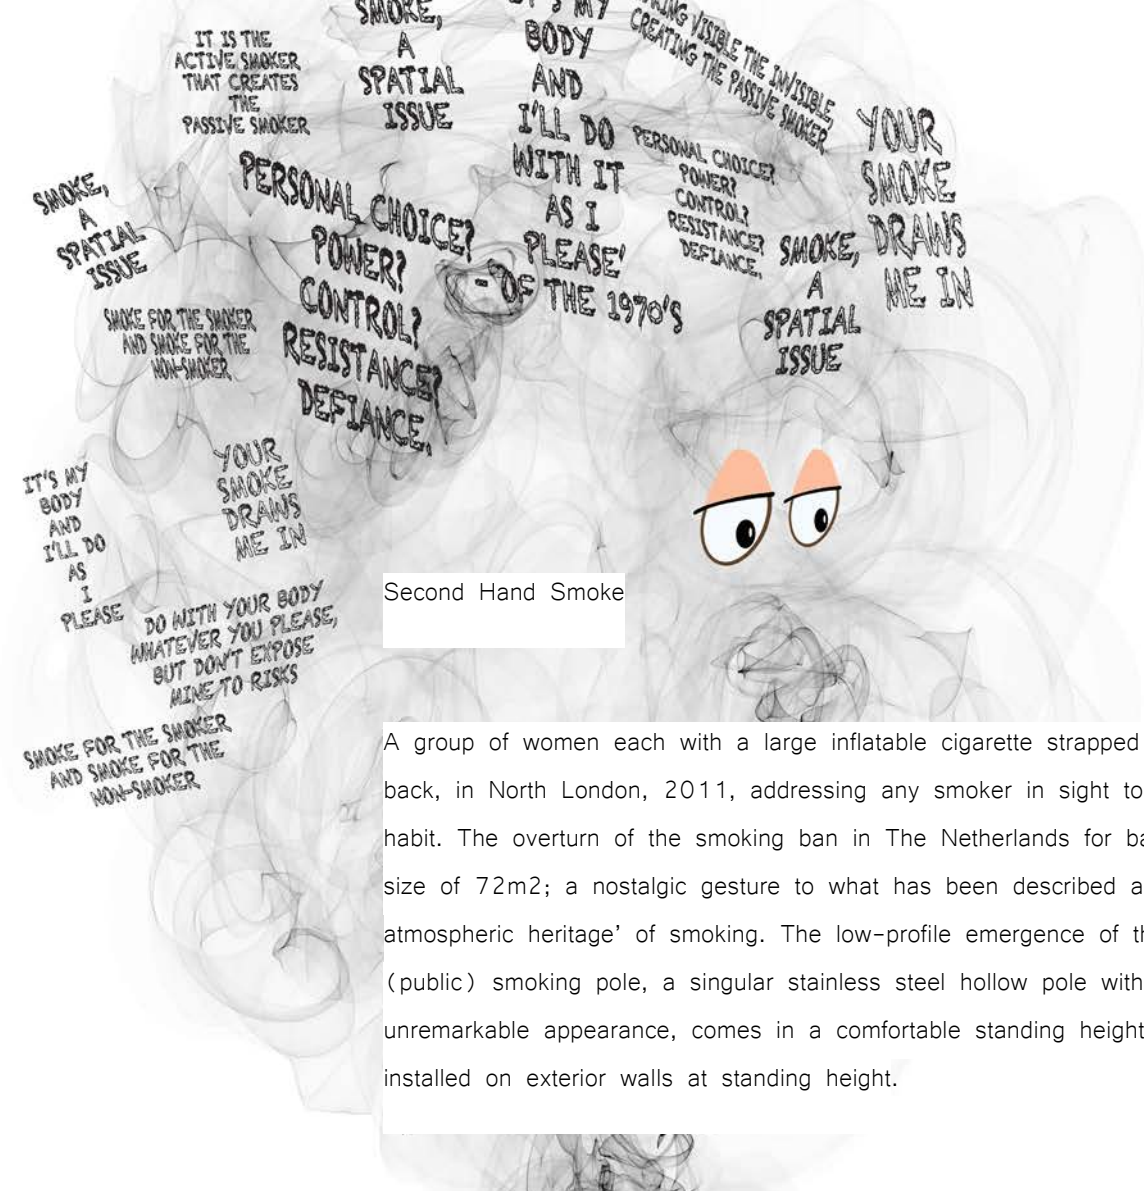 IT IS THE
ACTIVE SMOKER
THAT CREATES
THE
PASSIVE SMOKER
SMOKE,
A
SPATIAL
ISSUE
IT'S MY
BODY
AND
I'LL DO
WITH IT
AS I
PLEASE'
- OF THE 1970'S
VISIBLE THE INVISIBLE,
CREATING THE PASSIVE SMOKER
YOUR
SMOKE
DRAWS
ME IN
PERSONAL CHOICE?
POWER?
CONTROL?
RESISTANCE?
DEFIANCE.
PERSONAL CHOICE?
POWER?
CONTROL?
RESISTANCE?
DEFIANCE.
SMOKE,
A
SPATIAL
ISSUE
SMOKE,
A
SPATIAL
ISSUE
SMOKE FOR THE SMOKER
AND SMOKE FOR THE
NON-SMOKER
YOUR
SMOKE
DRAWS
ME IN
IT'S MY
BODY
AND
I'LL DO
AS
I
PLEASE
DO WITH YOUR BODY
WHATEVER YOU PLEASE,
BUT DON'T EXPOSE
MINE TO RISKS
SMOKE FOR THE SMOKER
AND SMOKE FOR THE
NON-SMOKER
Second Hand Smoke
A group of women each with a large inflatable cigarette strapped
back, in North London, 2011, addressing any smoker in sight to
habit. The overturn of the smoking ban in The Netherlands for
size of 72m2; a nostalgic gesture to what has been described
atmospheric heritage' of smoking. The low-profile emergence of
(public) smoking pole, a singular stainless steel hollow pole with
unremarkable appearance, comes in a comfortable standing height
installed on exterior walls at standing height.